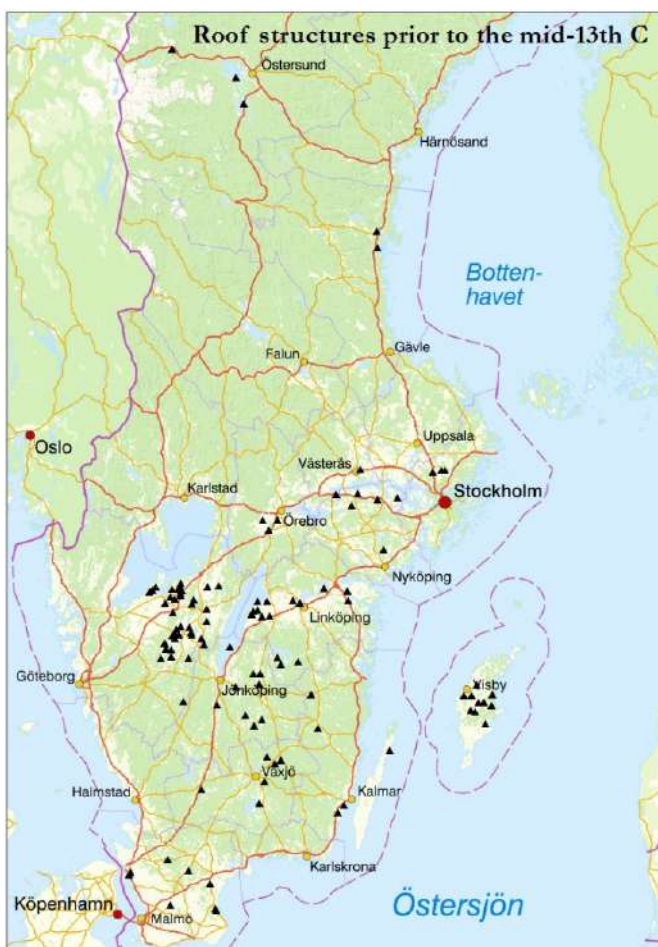 Roof structures prior to the mid-13th C
Östersund
Härnösand
Botten-
havet
Falun
Gävle
Uppsala
Oslo
Västerås
Karlstad
Stockholm
Örebro
Nyköping
Linköping
Göteborg
Jönköping
Visby
Växjö
Halmstad
Kalmar
Karlskrona
Köpenhamn
Malmö
Östersjön